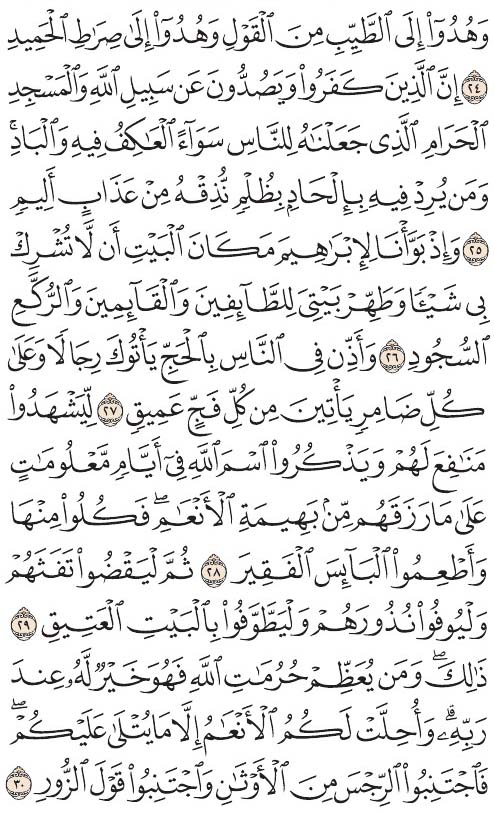 وَهُدُوٓا۟ إِلَى ٱلطَّيِّبِ مِنَ ٱلْقَوْلِ وَهُدُوٓا۟ إِلَىٰ صِرَٰطِ ٱلْحَمِيدِ
٢٤ إِنَّ ٱلَّذِينَ كَفَرُوا۟ وَيَصُدُّونَ عَن سَبِيلِ ٱللَّهِ وَٱلْمَسْجِدِ
ٱلْحَرَامِ ٱلَّذِى جَعَلْنَٰهُ لِلنَّاسِ سَوَآءً ٱلْعَٰكِفُ فِيهِ وَٱلْبَادِ ۚ
وَمَن يُرِدْ فِيهِ بِإِلْحَادٍۭ بِظُلْمٍ نُّذِقْهُ مِنْ عَذَابٍ أَلِيمٍ
٢٥ وَإِذْ بَوَّأْنَا لِإِبْرَٰهِيمَ مَكَانَ ٱلْبَيْتِ أَن لَّا تُشْرِكْ
بِى شَيْـًٔا وَطَهِّرْ بَيْتِىَ لِلطَّآئِفِينَ وَٱلْقَآئِمِينَ وَٱلرُّكَّعِ
ٱلسُّجُودِ ٢٦ وَأَذِّن فِى ٱلنَّاسِ بِٱلْحَجِّ يَأْتُوكَ رِجَالًا وَعَلَىٰ
كُلِّ ضَامِرٍ يَأْتِينَ مِن كُلِّ فَجٍّ عَمِيقٍ ٢٧ لِّيَشْهَدُوا۟
مَنَٰفِعَ لَهُمْ وَيَذْكُرُوا۟ ٱسْمَ ٱللَّهِ فِىٓ أَيَّامٍ مَّعْلُومَٰتٍ
عَلَىٰ مَا رَزَقَهُم مِّنۢ بَهِيمَةِ ٱلْأَنْعَٰمِ ۖ فَكُلُوا۟ مِنْهَا
وَأَطْعِمُوا۟ ٱلْبَآئِسَ ٱلْفَقِيرَ ٢٨ ثُمَّ لْيَقْضُوا۟ تَفَثَهُمْ
وَلْيُوفُوا۟ نُذُورَهُمْ وَلْيَطَّوَّفُوا۟ بِٱلْبَيْتِ ٱلْعَتِيقِ ٢٩
ذَٰلِكَ ۖ وَمَن يُعَظِّمْ حُرُمَٰتِ ٱللَّهِ فَهُوَ خَيْرٌ لَّهُۥ عِندَ
رَبِّهِۦ ۗ وَأُحِلَّتْ لَكُمُ ٱلْأَنْعَٰمُ إِلَّا مَا يُتْلَىٰ عَلَيْكُمْ ۖ
فَٱجْتَنِبُوا۟ ٱلرِّجْسَ مِنَ ٱلْأَوْثَٰنِ وَٱجْتَنِبُوا۟ قَوْلَ ٱلزُّورِ ٣٠